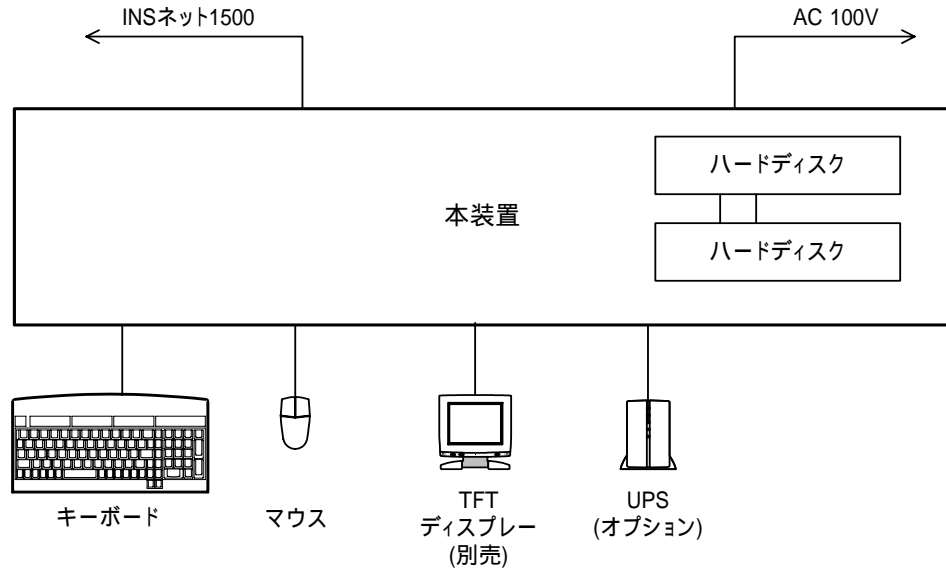 INSネット1500
AC 100V
ハードディスク
本装置
ハードディスク
キーボード
マウス
TFT
ディスプレー
(別売)
UPS
(オプション)